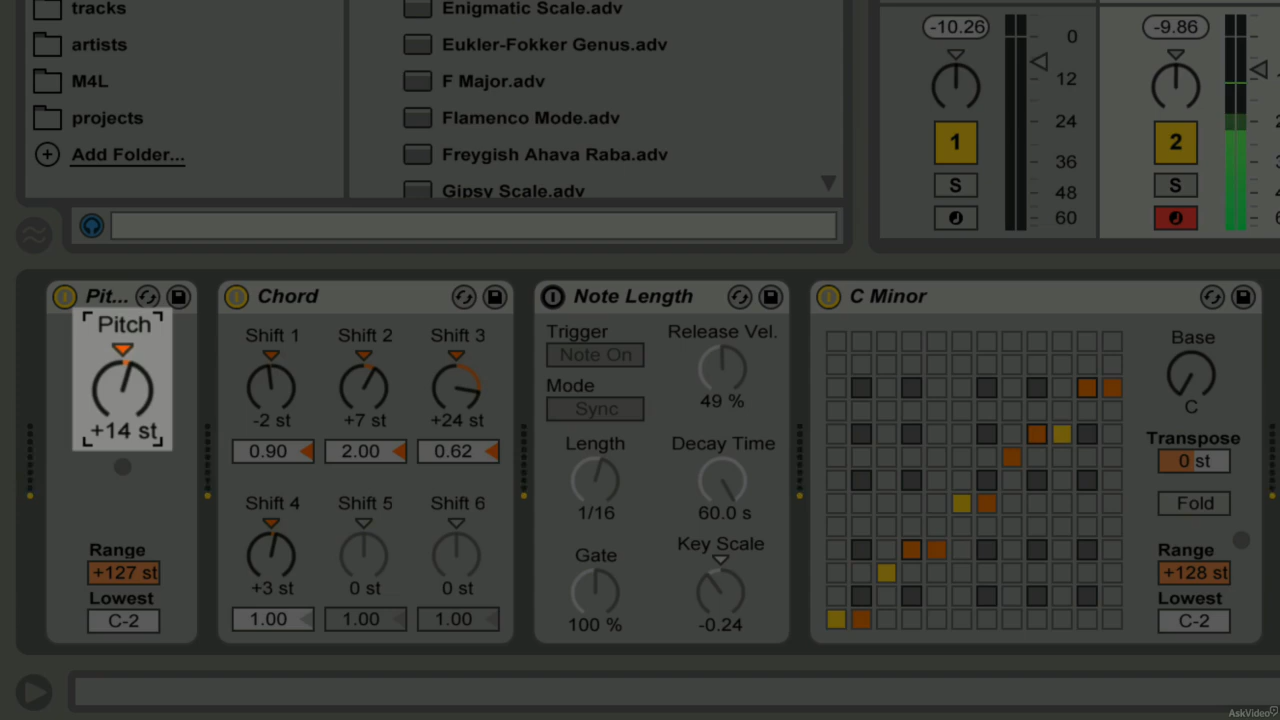 tracks
artists
M4L
projects
Add Folder...
Enigmatic Scale.adv
Eukler-Fokker Genus.adv
F Major.adv
Flamenco Mode.adv
Freygish Ahava Raba.adv
Gipsy Scale.adv
-10.26
-9.86
0
12
24
36
48
60
1
2
S
S
Pit...
Pitch
+14 st
Range
+127 st
Lowest
C-2
Chord
Shift 1
Shift 2
Shift 3
-2 st
+7 st
+24 st
0.90
2.00
0.62
Shift 4
Shift 5
Shift 6
+3 st
0 st
0 st
1.00
1.00
1.00
Note Length
Trigger
Note On
Mode
Sync
Release Vel.
49 %
Length
1/16
Decay Time
60.0 s
Gate
100 %
Key Scale
-0.24
C Minor
Base
C
Transpose
0 st
Fold
Range
+128 st
Lowest
C-2
AskVideo